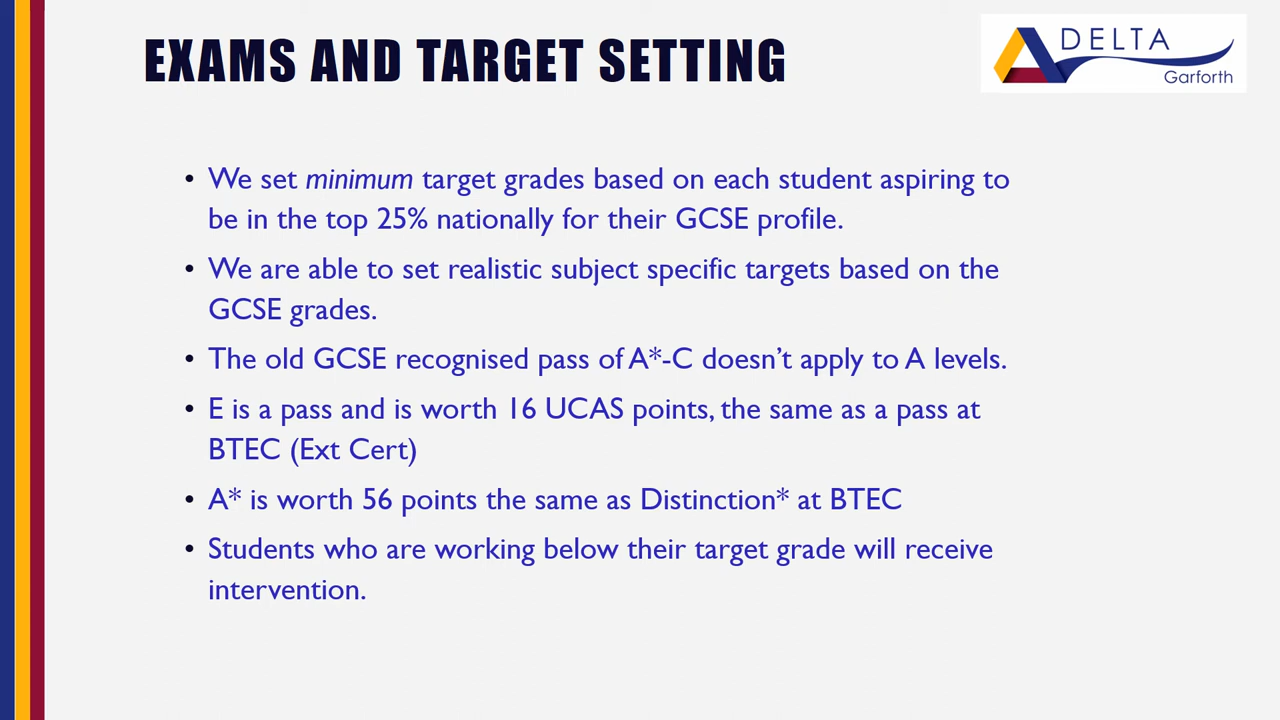 EXAMS AND TARGET SETTING
DELTA
Garforth
• We set minimum target grades based on each student aspiring to
be in the top 25% nationally for their GCSE profile.
• We are able to set realistic subject specific targets based on the
GCSE grades.
• The old GCSE recognised pass of A*-C doesn’t apply to A levels.
• E is a pass and is worth 16 UCAS points, the same as a pass at
BTEC (Ext Cert)
• A* is worth 56 points the same as Distinction* at BTEC
• Students who are working below their target grade will receive
intervention.